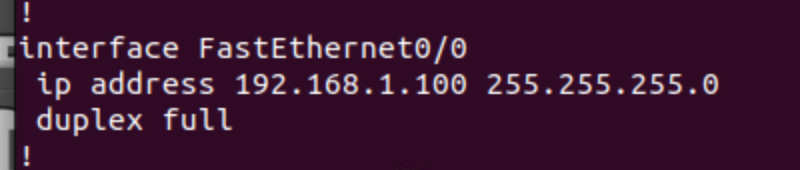 !
interface FastEthernet0/0
ip address 192.168.1.100 255.255.255.0
duplex full
!